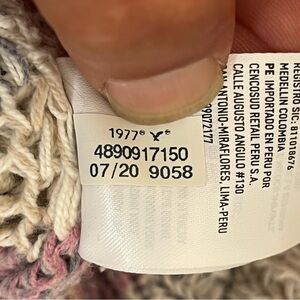 1977®
4890917150
07/20 9058
REGISTRO SIC: 811018676
MEDELLIN COLOMBIA
PE IMPORTADO EN PERU POR
CENCOSUD RETAIL PERU S.A.
CALLE AUGUSTO ANGULO #130
SAN ANTONIO-MIRAFLORES, LIMA-PERU